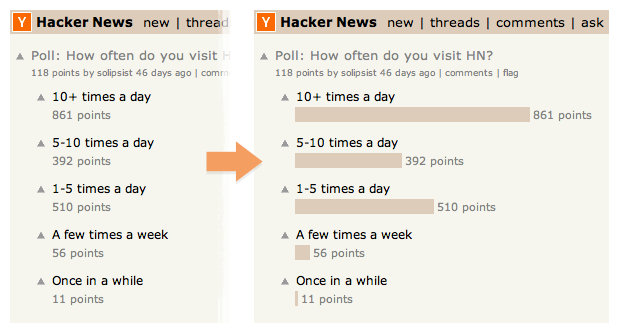 Y Hacker News new | thread
Poll: How often do you visit H
118 points by solipsist 46 days ago | comm
10+ times a day
861 points
5-10 times a day
392 points
1-5 times a day
510 points
A few times a week
56 points
Once in a while
11 points
Y Hacker News new | threads | comments | ask
Poll: How often do you visit HN?
118 points by solipsist 46 days ago | comments | flag
10+ times a day
861 points
5-10 times a day
392 points
1-5 times a day
510 points
A few times a week
56 points
Once in a while
11 points